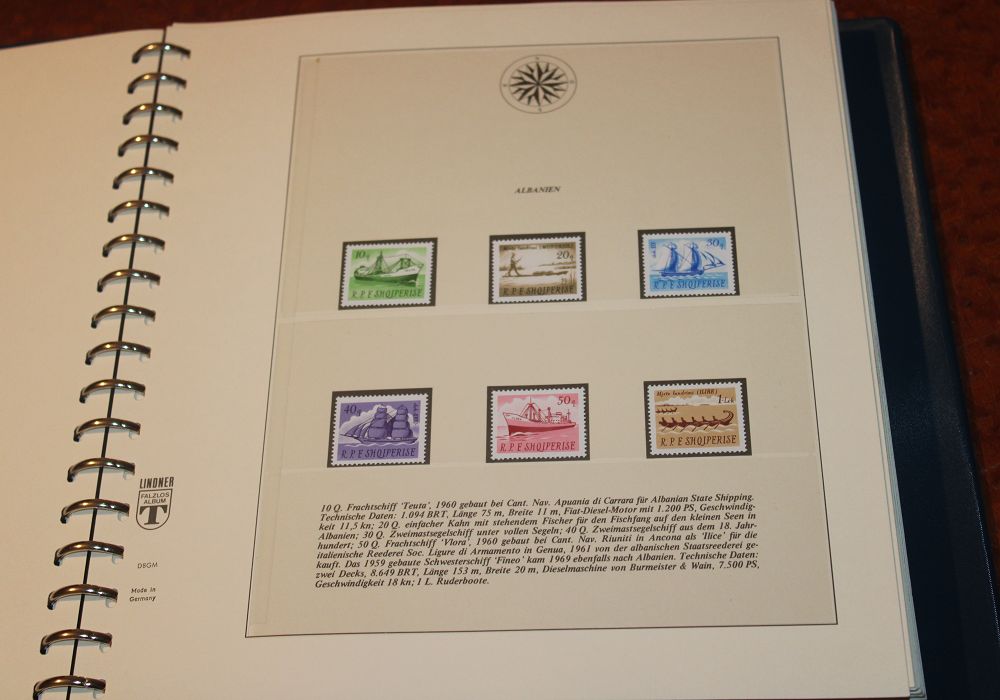 ALBANIEN
10q
R.P.E SHQIPERISE
20q
R.P.E SHQIPERISE
30q
R.P E SHQIPERISE
40q
R.P E SHQIPERISE
50q
R.P.E SHQIPERISE
Mjete lundrimi (ILIRE)
1 Lek
R.P E SHQIPERISE
10 Q. Frachtschiff 'Teuta', 1960 gebaut bei Cant. Nav. Apuania di Carrara für Albanian State Shipping.
Technische Daten: 1.094 BRT, Länge 75 m, Breite 11 m, Fiat-Diesel-Motor mit 1.200 PS, Geschwindig-
keit 11,5 kn; 20 Q. einfacher Kahn mit stehendem Fischer für den Fischfang auf den kleinen Seen in
Albanien; 30 Q. Zweimastsegelschiff unter vollen Segeln; 40 Q. Zweimastsegelschiff aus dem 18. Jahr-
hundert; 50 Q. Frachtschiff 'Vlora', 1960 gebaut bei Cant. Nav. Riuniti in Ancona als 'Ilice' für die
italienische Reederei Soc. Ligure di Armamento in Genua, 1961 von der albanischen Staatsreederei ge-
kauft. Das 1959 gebaute Schwesterschiff 'Fineo' kam 1969 ebenfalls nach Albanien. Technische Daten:
zwei Decks, 8.649 BRT, Länge 153 m, Breite 20 m, Dieselmaschine von Burmeister & Wain, 7.500 PS,
Geschwindigkeit 18 kn; 1 L. Ruderboote.
LINDNER
FALZLOS
ALBUM
T
D8GM
Made in
Germany